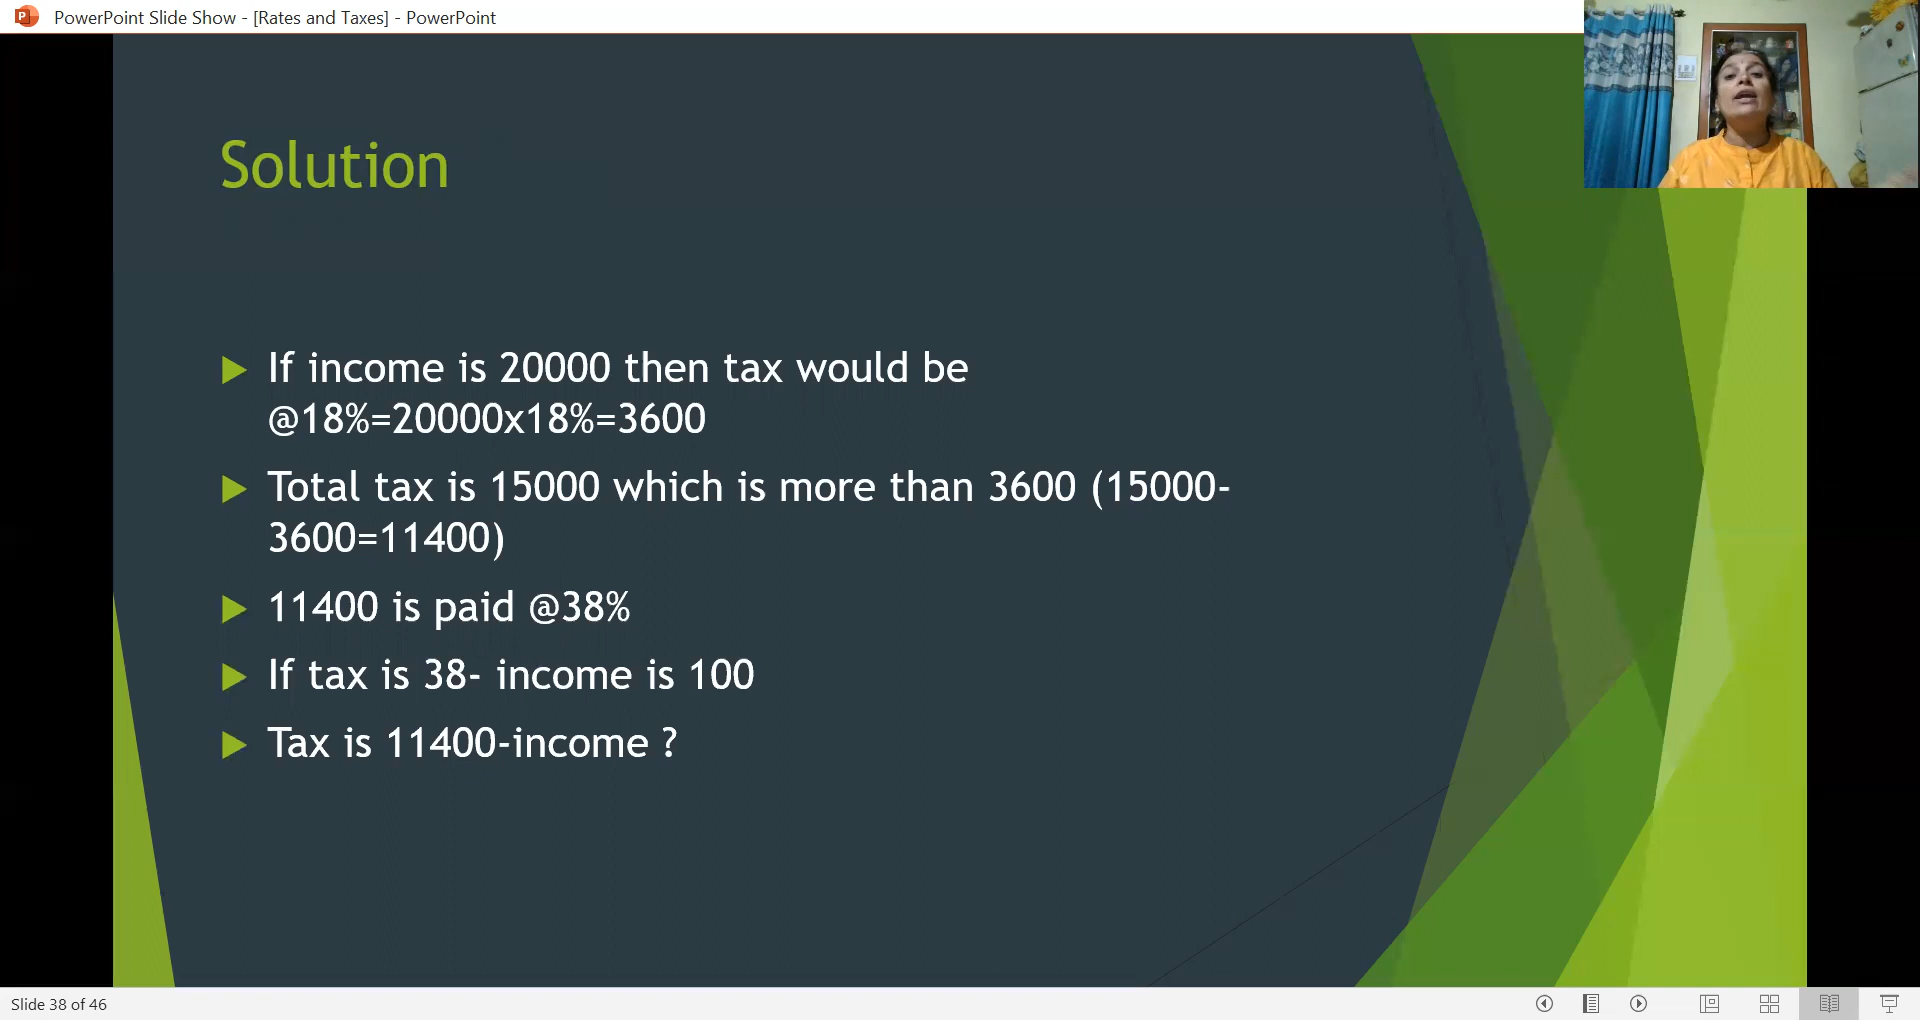 PowerPoint Slide Show - [Rates and Taxes] - PowerPoint
Solution
If income is 20000 then tax would be
@18%=20000x18%=3600
Total tax is 15000 which is more than 3600 (15000-
3600=11400)
11400 is paid @38%
If tax is 38- income is 100
Tax is 11400-income ?
Slide 38 of 46